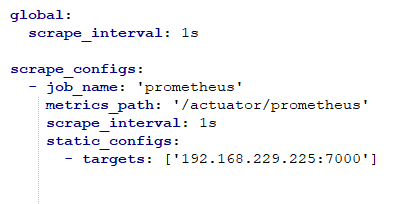 global:
  scrape_interval: 1s

scrape_configs:
  - job_name: 'prometheus'
    metrics_path: '/actuator/prometheus'
    scrape_interval: 1s
    static_configs:
      - targets: ['192.168.229.225:7000']